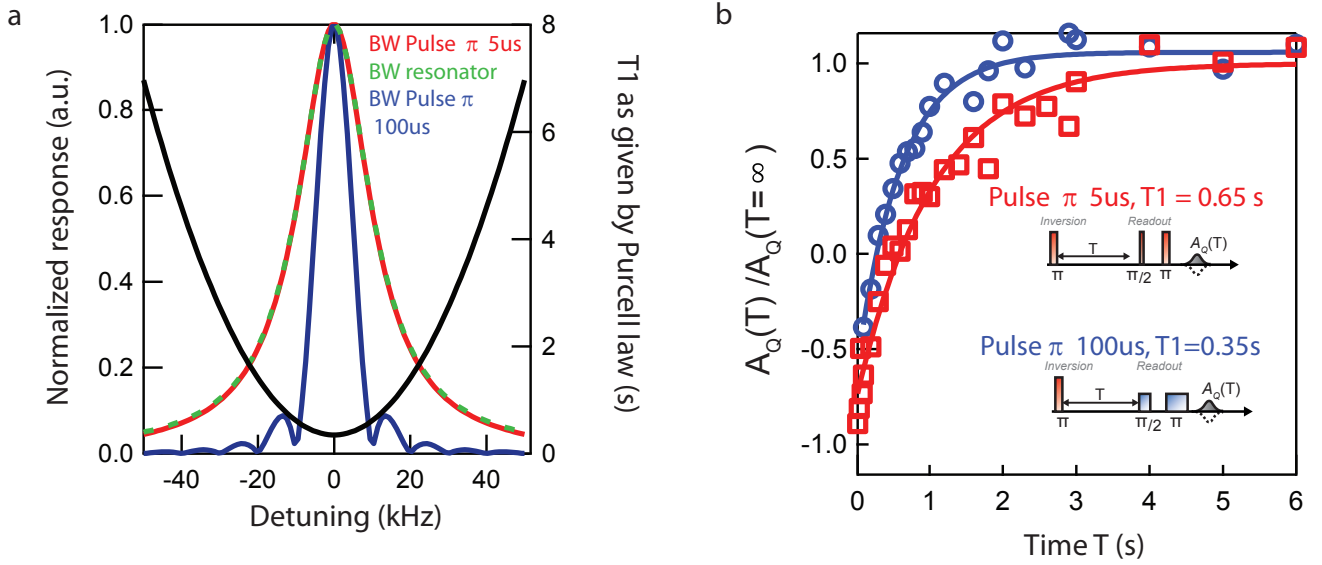 a
Normalized response (a.u.)
1.0
0.8
0.6
0.4
0.2
0.0
-40
-20
0
20
40
Detuning (kHz)
8
6
4
2
0
T1 as given by Purcell law (s)
BW Pulse π 5us
BW resonator
BW Pulse π
100us
b
A_Q(T) /A_Q(T= ∞ )
1.0
0.5
0.0
-0.5
-1.0
0
1
2
3
4
5
6
Time T (s)
Pulse π 5us, T1 = 0.65 s
Inversion
Readout
T
A_Q(T)
π
π/2
π
Pulse π 100us, T1=0.35s
Inversion
Readout
T
A_Q(T)
π
π/2
π